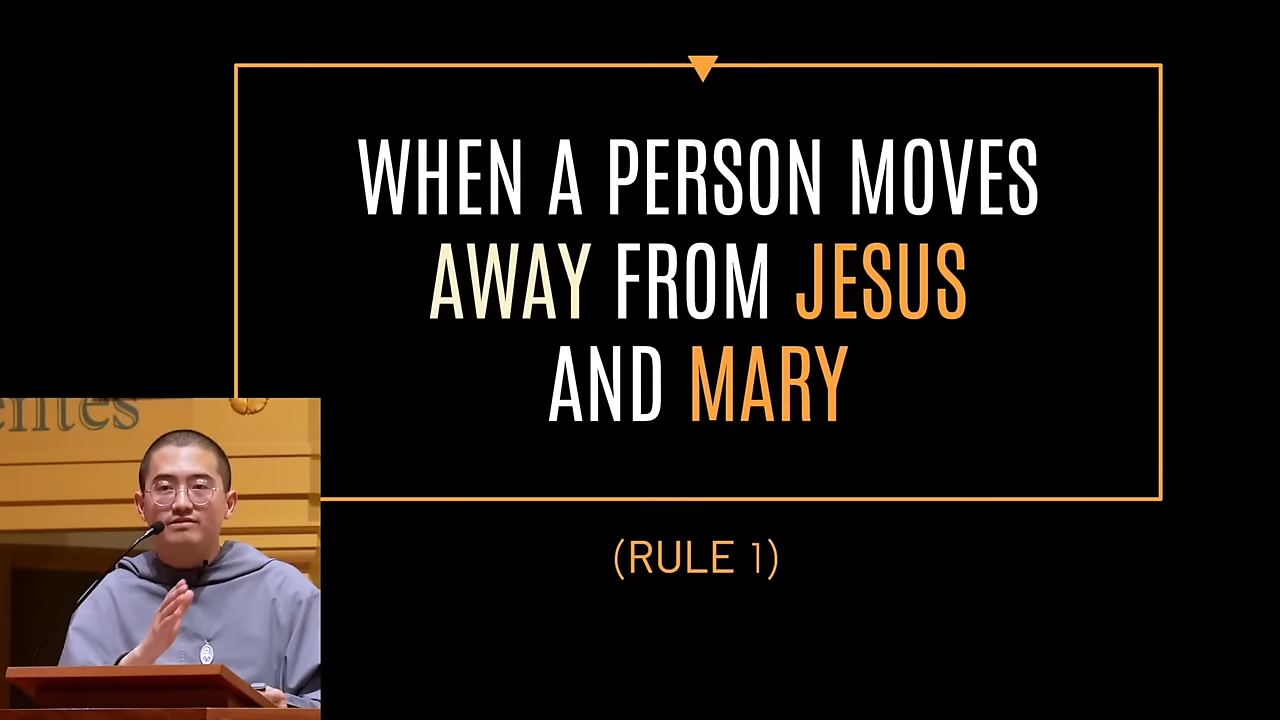 WHEN A PERSON MOVES
AWAY FROM JESUS
AND MARY
(RULE 1)